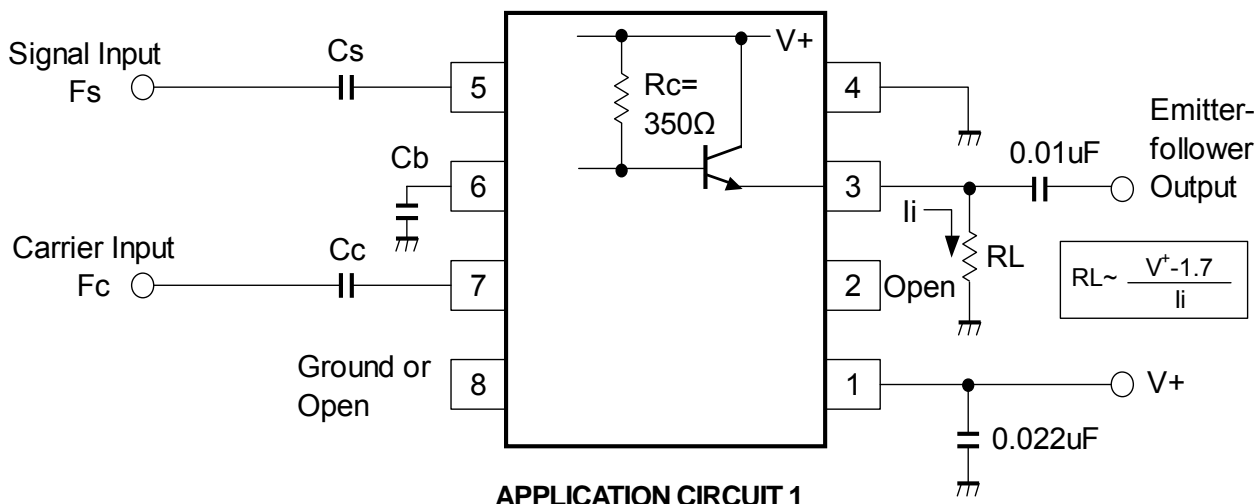 Signal Input
Fs
Cs
5
Rc=
350Ω
V+
4
Emitter-
follower
Output
0.01uF
Cb
6
3
Ii
RL
RL~ V⁺-1.7
Ii
Carrier Input
Fc
Cc
7
2
Open
Ground or
Open
8
1
V+
0.022uF
APPLICATION CIRCUIT 1